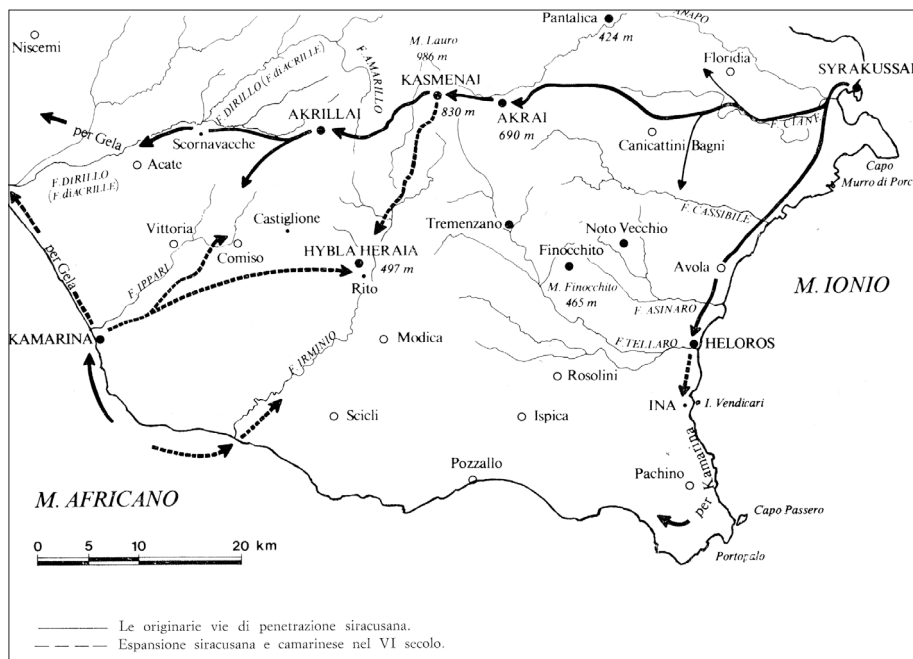 Pantalica
424 m
ANAPO
Niscemi
M. Lauro
986 m
Floridia
SYRAKUSSAI
F. DIRILLO (F. di ACRILLE)
F. AMARILLO
KASMENAI
830 m
AKRAI
690 m
F. CIANE
AKRILLAI
per Gela
Scornavacche
Canicattini Bagni
Acate
Capo
Murro di Porc
F. DIRILLO
(F. di ACRILLE)
F. CASSIBILE
Vittoria
Castiglione
Tremenzano
Noto Vecchio
Comiso
HYBLA HERAIA
497 m
Finocchito
Avola
per Gela
F. IPPARI
Rito
M. Finocchito
465 m
M. IONIO
F. ASINARO
KAMARINA
Modica
F. TELLARO
HELOROS
F. IRMINIO
Rosolini
INA
I. Vendicari
Scicli
Ispica
per Kamarina
Pozzallo
Pachino
M. AFRICANO
Capo Passero
0 5 10 20 km
Portopalo
Le originarie vie di penetrazione siracusana.
Espansione siracusana e camarinese nel VI secolo.